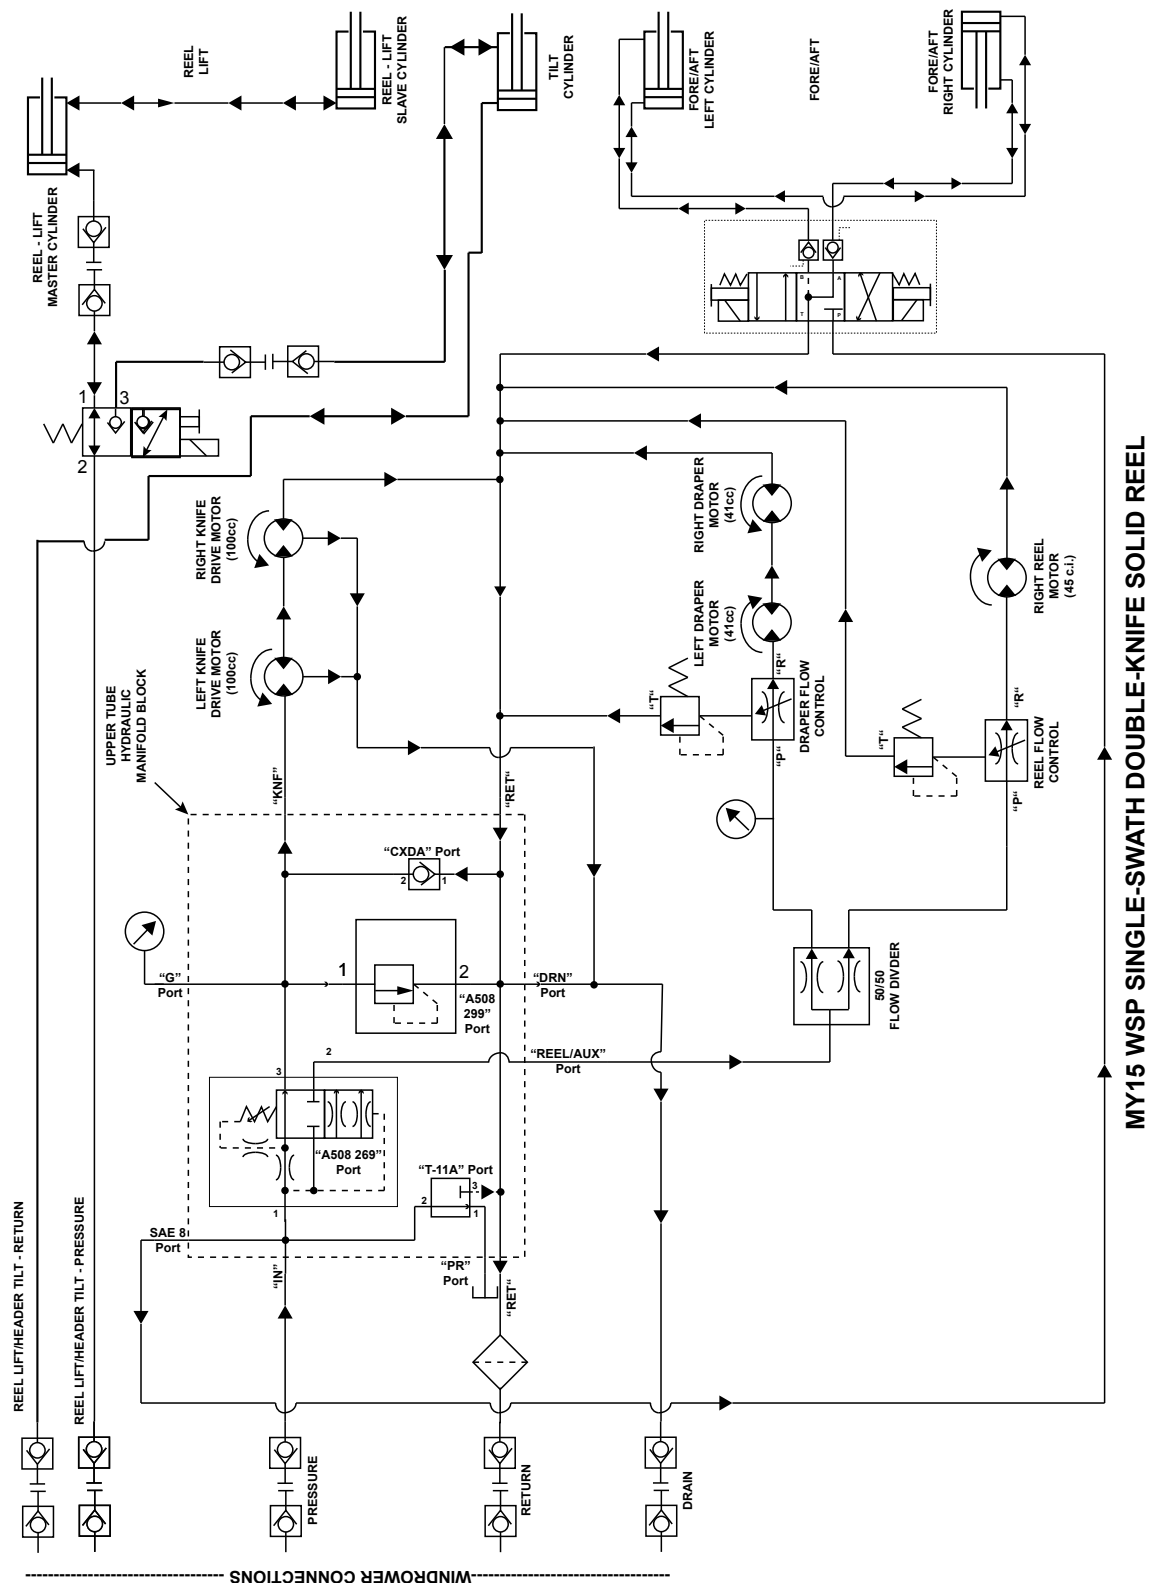 REEL - LIFT
MASTER CYLINDER
REEL
LIFT
REEL - LIFT
SLAVE CYLINDER
TILT
CYLINDER
FORE/AFT
LEFT CYLINDER
FORE/AFT
FORE/AFT
RIGHT CYLINDER
B
A
T
P
1
3
2
RIGHT KNIFE
DRIVE MOTOR
(100cc)
LEFT KNIFE
DRIVE MOTOR
(100cc)
RIGHT DRAPER
MOTOR
(41cc)
LEFT DRAPER
MOTOR
(41cc)
RIGHT REEL
MOTOR
(45 c.i.)
UPPER TUBE
HYDRAULIC
MANIFOLD BLOCK
"KNF"
"RET"
"T"
"R"
DRAPER FLOW
CONTROL
"P"
"T"
"R"
REEL FLOW
CONTROL
"P"
"CXDA" Port
2
1
"G"
Port
1
2
"A508
299"
Port
"DRN"
Port
50/50
FLOW DIVDER
"REEL/AUX"
Port
2
3
"A508 269"
Port
1
"T-11A" Port
3
2
1
SAE 8
Port
"IN"
"PR"
Port
"RET"
REEL LIFT/HEADER TILT - RETURN
REEL LIFT/HEADER TILT - PRESSURE
PRESSURE
RETURN
DRAIN
WINDROWER CONNECTIONS
MY15 WSP SINGLE-SWATH DOUBLE-KNIFE SOLID REEL